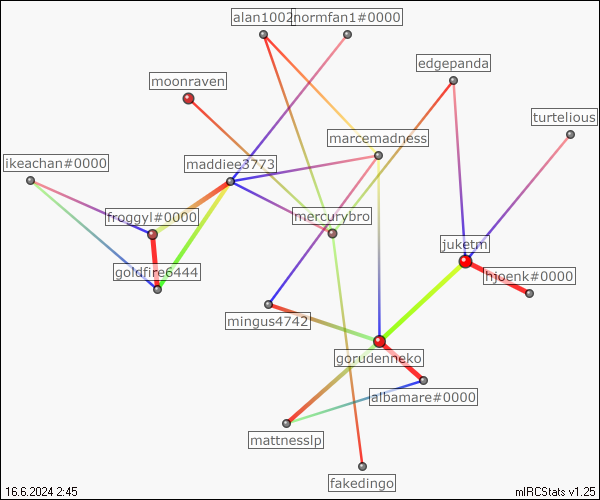 alan1002
normfan1#0000
edgepanda
moonraven
turtelious
marcemadness
ikeachan#0000
maddiee3773
froggyl#0000
mercurybro
juketm
goldfire6444
hjoenk#0000
mingus4742
gorudenneko
albamare#0000
mattnesslp
fakedingo
16.6.2024 2:45
mIRCStats v1.25